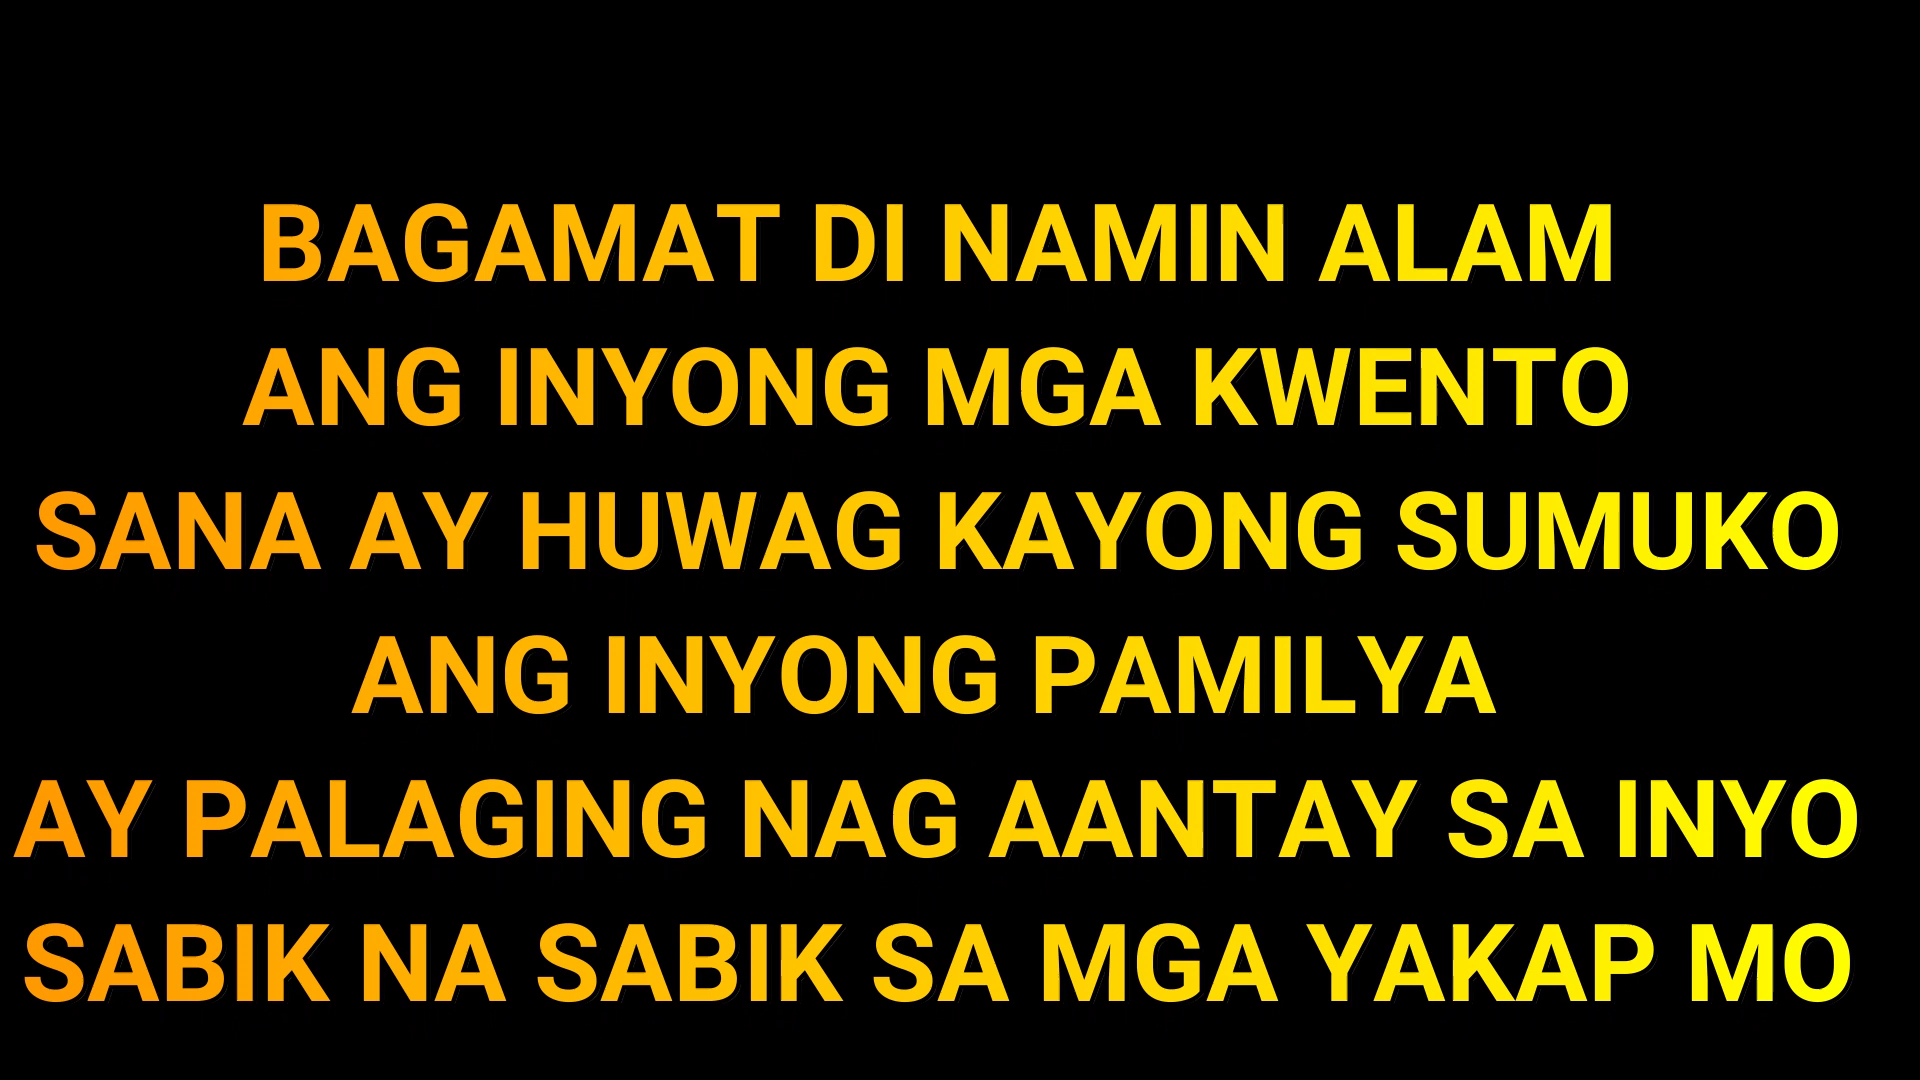 BAGAMAT DI NAMIN ALAM
ANG INYONG MGA KWENTO
SANA AY HUWAG KAYONG SUMUKO
ANG INYONG PAMILYA
AY PALAGING NAG AANTAY SA INYO
SABIK NA SABIK SA MGA YAKAP MO